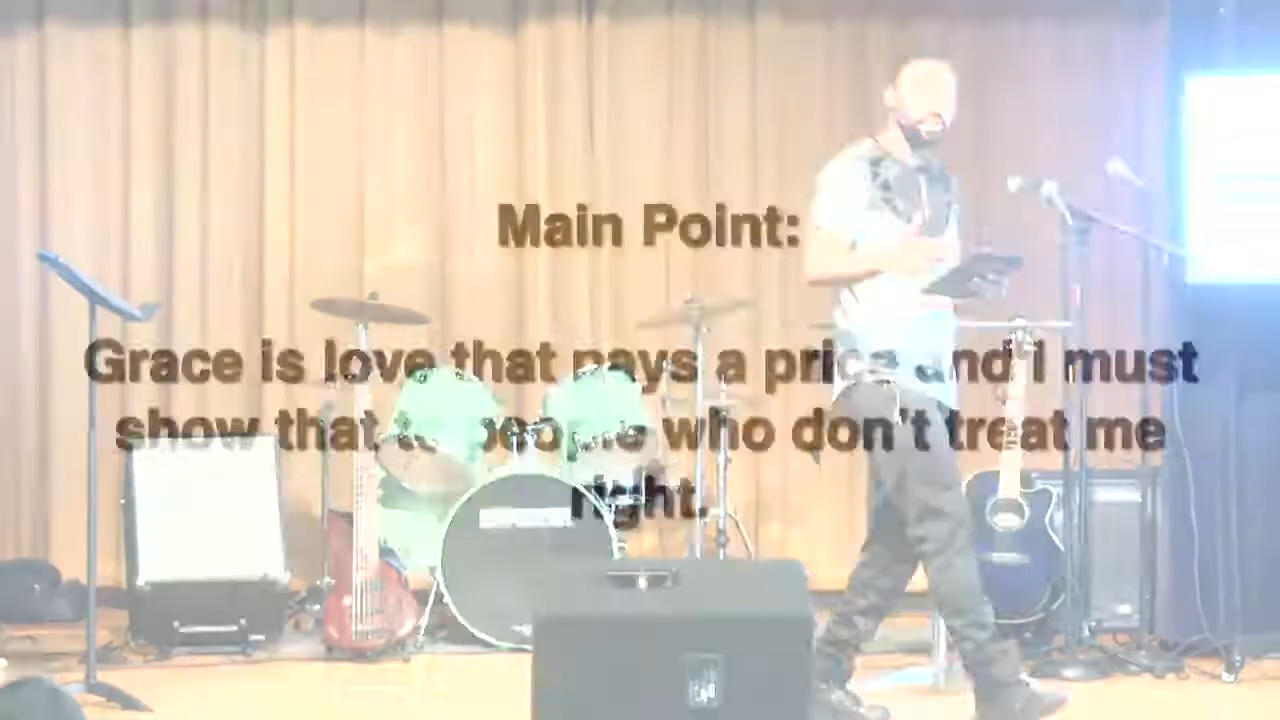 Main Point:
Grace is love that pays a price and I must
show that to people who don't treat me
right.